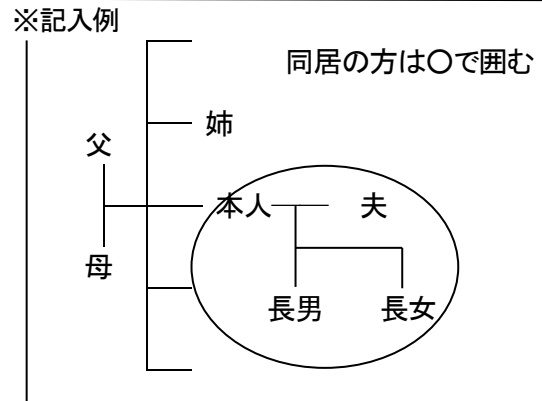 ※記入例
同居の方は○で囲む
姉
父
本人 夫
母
長男 長女